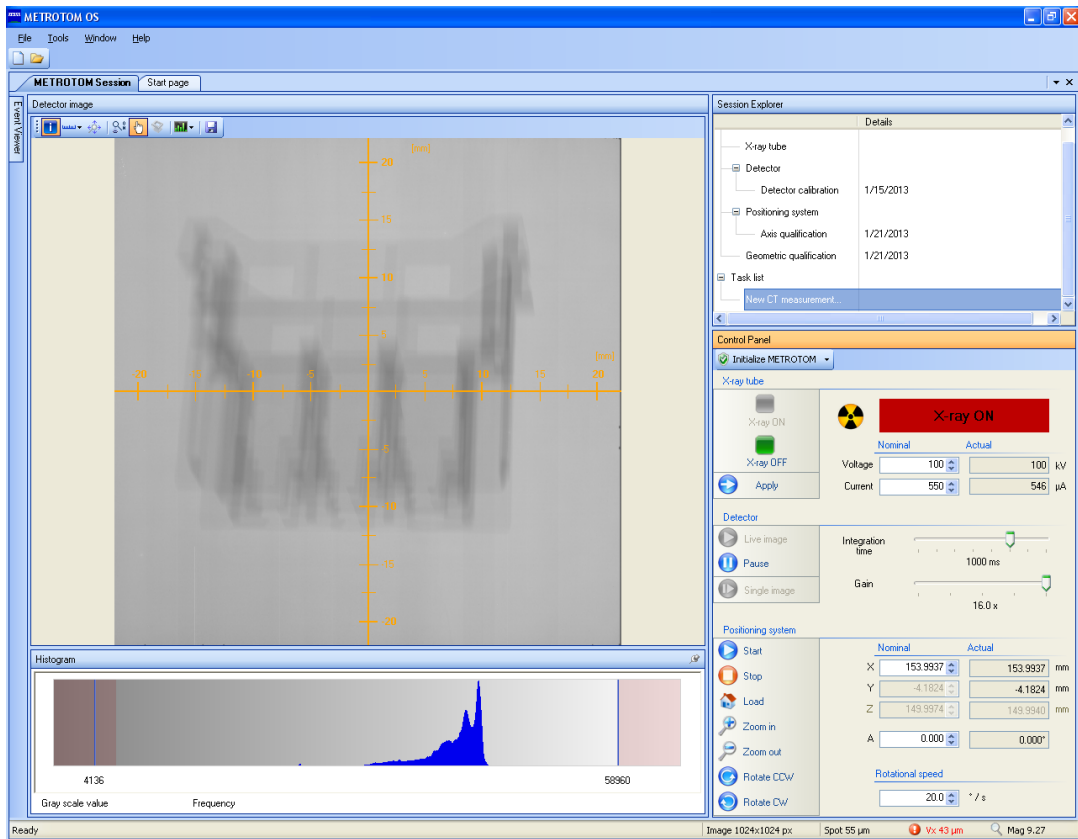 METROTOM OS
File Tools Window Help
METROTOM Session Start page
Event Viewer
Detector image
[mm]
20
15
10
5
[mm]
-20 -10 -5 5 10 15 20
-5
-10
-15
-20
Histogram
4136 58960
Gray scale value Frequency
Session Explorer
Details
X-ray tube
Detector
Detector calibration 1/15/2013
Positioning system
Axis qualification 1/21/2013
Geometric qualification 1/21/2013
Task list
New CT measurement...
Control Panel
Initialize METROTOM
X-ray tube
X-ray ON
X-ray OFF
Apply
X-ray ON
Nominal Actual
Voltage 100 100 kV
Current 550 546 µA
Detector
Live image
Pause
Single image
Integration
time
1000 ms
Gain
16.0 x
Positioning system
Start
Stop
Load
Zoom in
Zoom out
Rotate CCW
Rotate CW
Nominal Actual
X 153.9937 153.9937 mm
Y -4.1824 -4.1824 mm
Z 149.9974 149.9940 mm
A 0.000 0.000°
Rotational speed
20.0 ° / s
Ready
Image 1024x1024 px Spot 55 µm Vx 43 µm Mag 9.27